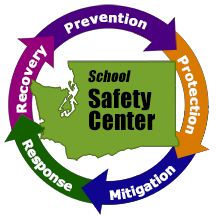 Prevention
Protection
Mitigation
Response
Recovery
School
Safety
Center